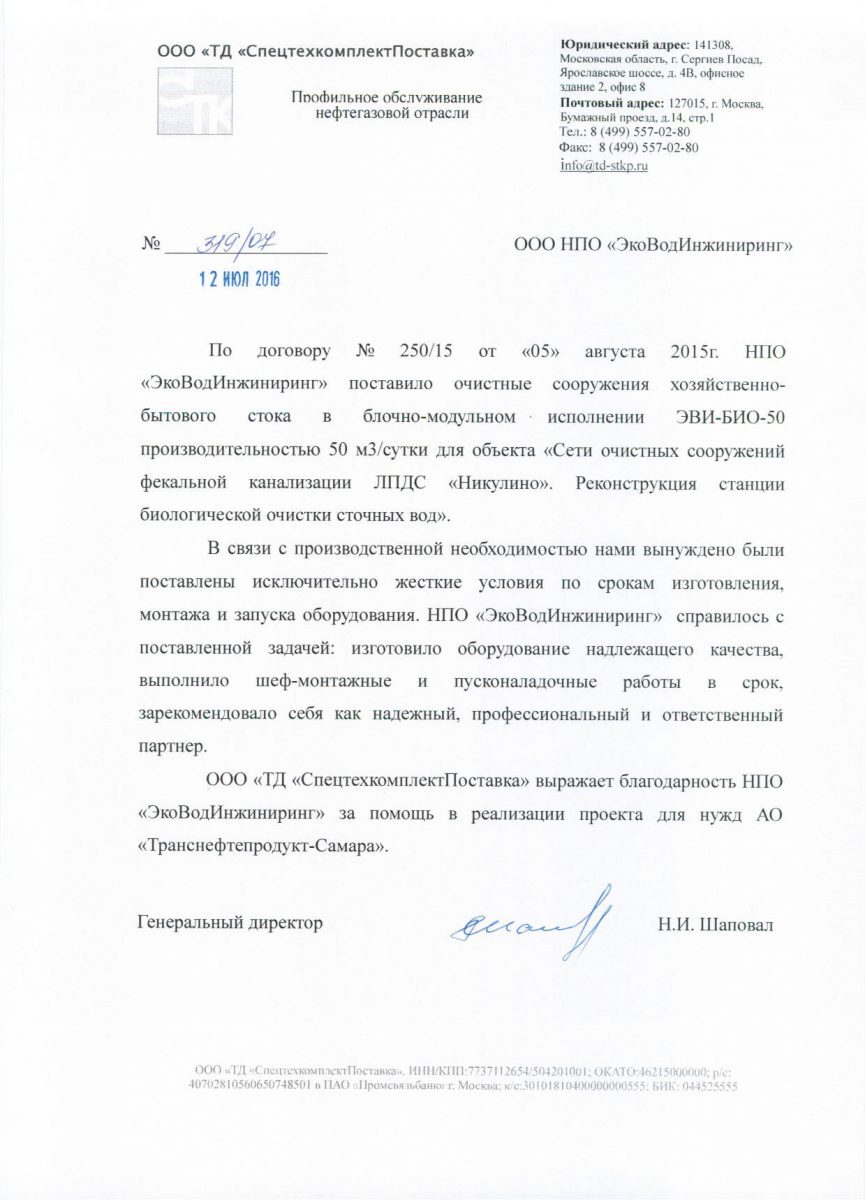 ООО «ТД «СпецтехкомплектПоставка»
СТК
Профильное обслуживание
нефтегазовой отрасли
Юридический адрес: 141308,
Московская область, г. Сергиев Посад,
Ярославское шоссе, д. 4В, офисное
здание 2, офис 8
Почтовый адрес: 127015, г. Москва,
Бумажный проезд, д.14, стр.1
Тел.: 8 (499) 557-02-80
Факс: 8 (499) 557-02-80
info@td-stkp.ru
№ 319/07
12 ИЮЛ 2016
ООО НПО «ЭкоВодИнжиниринг»
По договору № 250/15 от «05» августа 2015г. НПО
«ЭкоВодИнжиниринг» поставило очистные сооружения хозяйственно-
бытового стока в блочно-модульном исполнении ЭВИ-БИО-50
производительностью 50 м3/сутки для объекта «Сети очистных сооружений
фекальной канализации ЛПДС «Никулино». Реконструкция станции
биологической очистки сточных вод».
В связи с производственной необходимостью нами вынуждено были
поставлены исключительно жесткие условия по срокам изготовления,
монтажа и запуска оборудования. НПО «ЭкоВодИнжиниринг» справилось с
поставленной задачей: изготовило оборудование надлежащего качества,
выполнило шеф-монтажные и пусконаладочные работы в срок,
зарекомендовало себя как надежный, профессиональный и ответственный
партнер.
ООО «ТД «СпецтехкомплектПоставка» выражает благодарность НПО
«ЭкоВодИнжиниринг» за помощь в реализации проекта для нужд АО
«Транснефтепродукт-Самара».
Генеральный директор
Н.И. Шаповал
ООО «ТД «СпецтехкомплектПоставка». ИНН/КПП:7737112654/504201001; ОКАТО:46215000000; р/с:
40702810560650748501 в ПАО «Промсвязьбанк» г. Москва; к/с:30101810400000000555; БИК: 044525555